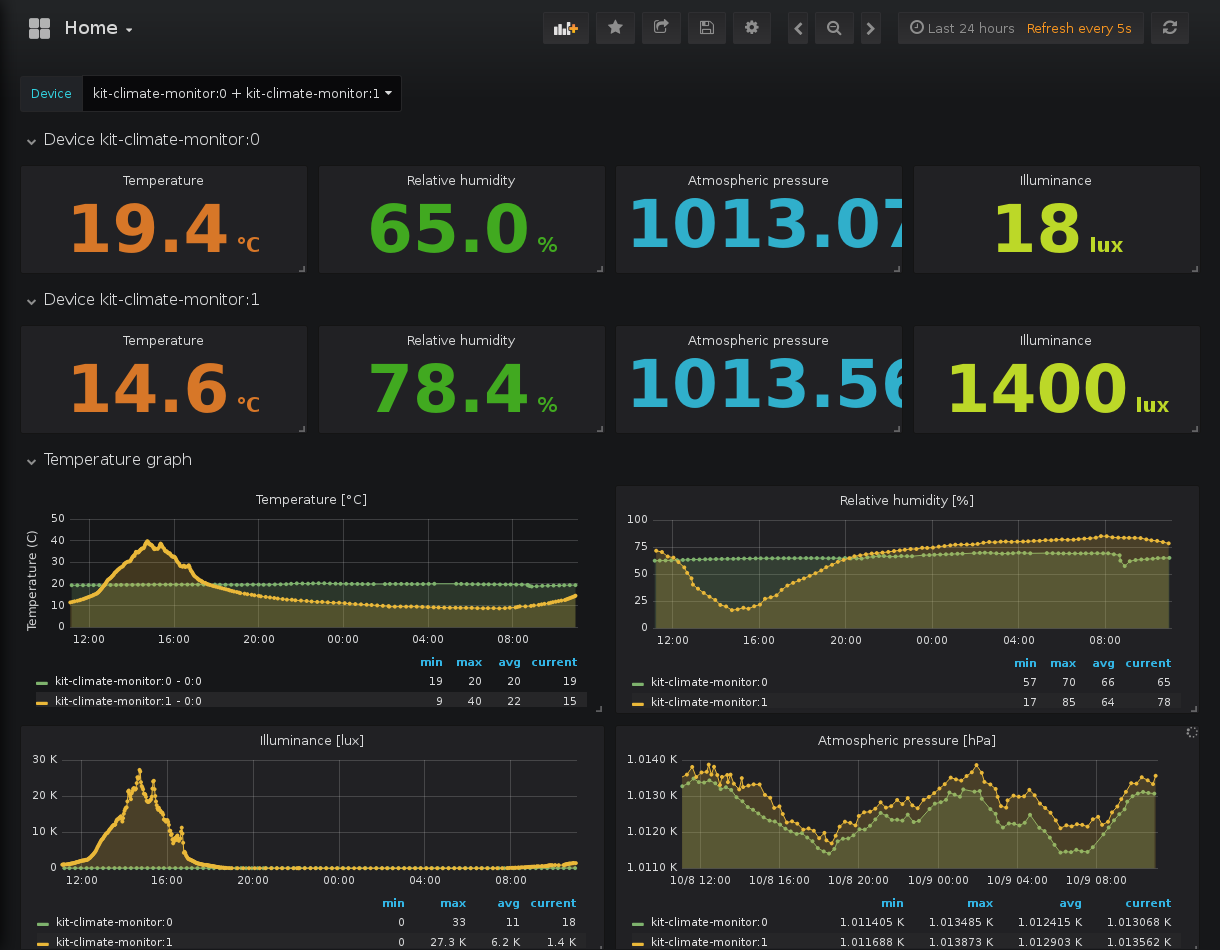 Home
Last 24 hours Refresh every 5s
Device kit-climate-monitor:0 + kit-climate-monitor:1
Device kit-climate-monitor:0
Temperature Relative humidity Atmospheric pressure Illuminance
19.4 °C 65.0 % 1013.07 18 lux
Device kit-climate-monitor:1
Temperature Relative humidity Atmospheric pressure Illuminance
14.6 °C 78.4 % 1013.56 1400 lux
Temperature graph
Temperature [°C]
Temperature (C)
50
40
30
20
10
0
12:00 16:00 20:00 00:00 04:00 08:00
min max avg current
kit-climate-monitor:0 - 0:0 19 20 20 19
kit-climate-monitor:1 - 0:0 9 40 22 15
Relative humidity [%]
100
75
50
25
0
12:00 16:00 20:00 00:00 04:00 08:00
min max avg current
kit-climate-monitor:0 57 70 66 65
kit-climate-monitor:1 17 85 64 78
Illuminance [lux]
30 K
20 K
10 K
0
12:00 16:00 20:00 00:00 04:00 08:00
min max avg current
kit-climate-monitor:0 0 33 11 18
kit-climate-monitor:1 0 27.3 K 6.2 K 1.4 K
Atmospheric pressure [hPa]
1.0140 K
1.0130 K
1.0120 K
1.0110 K
10/8 12:00 10/8 16:00 10/8 20:00 10/9 00:00 10/9 04:00 10/9 08:00
min max avg current
kit-climate-monitor:0 1.011405 K 1.013485 K 1.012415 K 1.013068 K
kit-climate-monitor:1 1.011688 K 1.013873 K 1.012903 K 1.013562 K